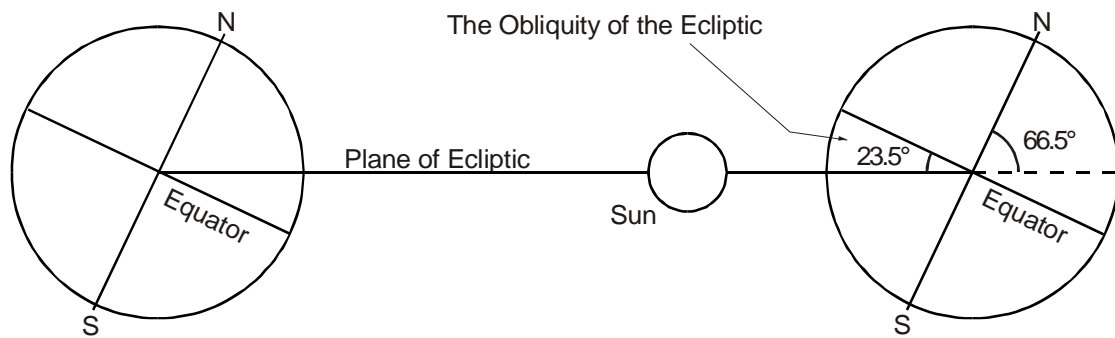 N
N
The Obliquity of the Ecliptic
66.5°
23.5°
Plane of Ecliptic
Equator
Sun
Equator
S
S